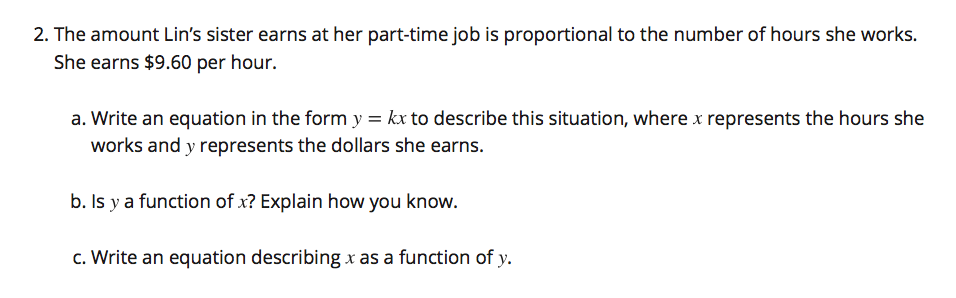 2. The amount Lin's sister earns at her part-time job is proportional to the number of hours she works.
She earns $9.60 per hour.
a. Write an equation in the form y = kx to describe this situation, where x represents the hours she
works and y represents the dollars she earns.
b. Is y a function of x? Explain how you know.
c. Write an equation describing x as a function of y.